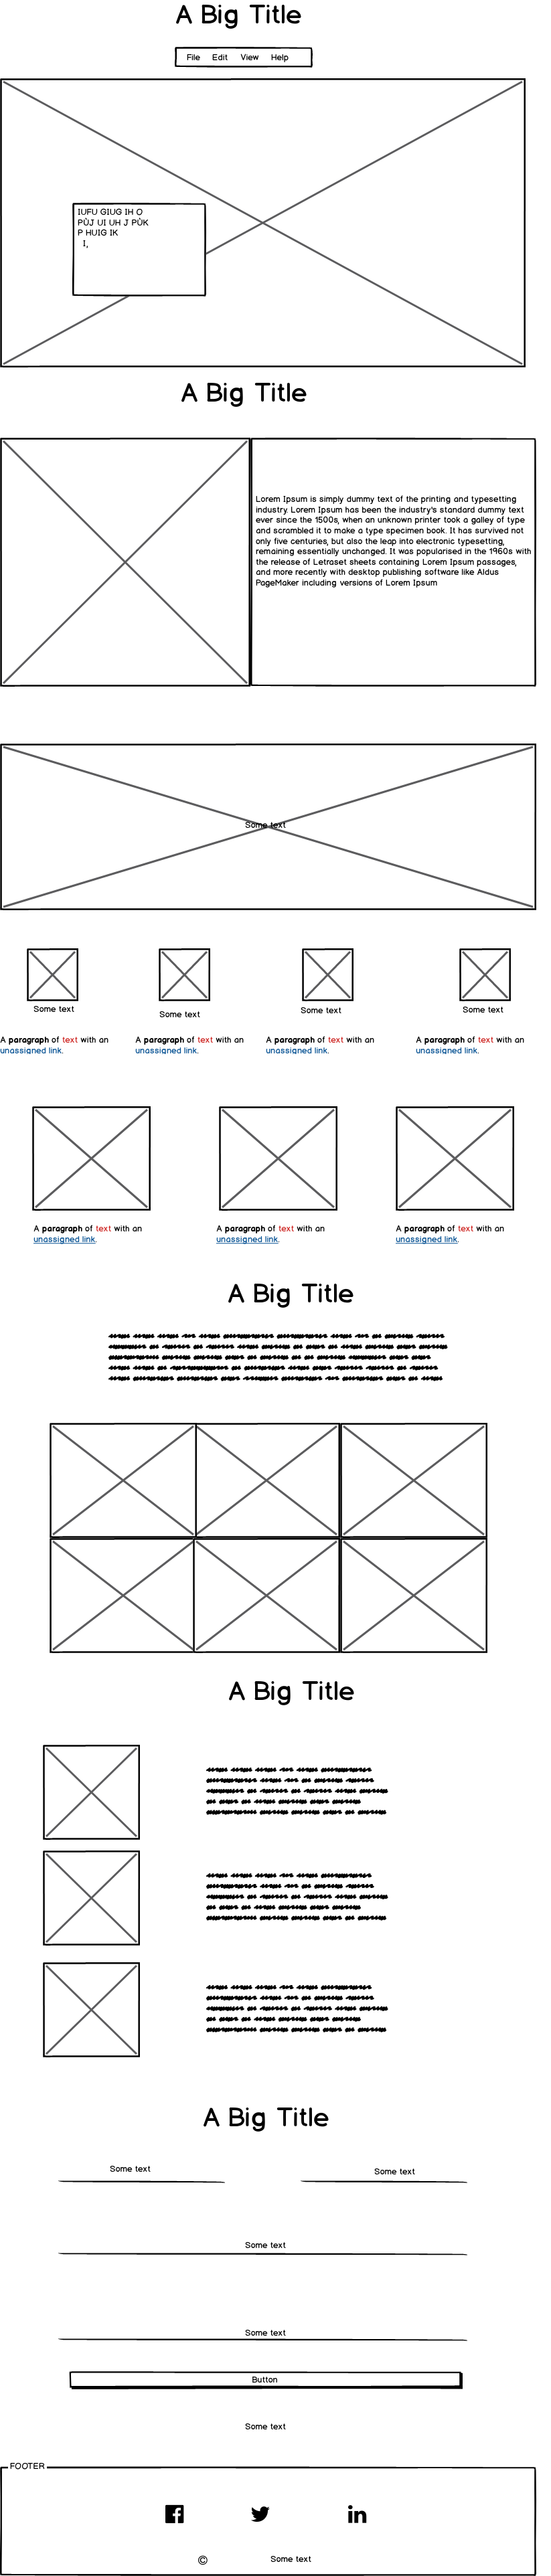 A Big Title
File Edit View Help
IUFU GIUG IH O
PÙJ UI UH J PÛK
P HUIG IK
I,
A Big Title
Lorem Ipsum is simply dummy text of the printing and typesetting
industry. Lorem Ipsum has been the industry's standard dummy text
ever since the 1500s, when an unknown printer took a galley of type
and scrambled it to make a type specimen book. It has survived not
only five centuries, but also the leap into electronic typesetting,
remaining essentially unchanged. It was popularised in the 1960s with
the release of Letraset sheets containing Lorem Ipsum passages,
and more recently with desktop publishing software like Aldus
PageMaker including versions of Lorem Ipsum
Some text
Some text
Some text
Some text
Some text
A paragraph of text with an
unassigned link.
A paragraph of text with an
unassigned link.
A paragraph of text with an
unassigned link.
A paragraph of text with an
unassigned link.
A paragraph of text with an
unassigned link.
A paragraph of text with an
unassigned link.
A paragraph of text with an
unassigned link.
A Big Title
A Big Title
A Big Title
Some text
Some text
Some text
Some text
Button
Some text
FOOTER
© Some text